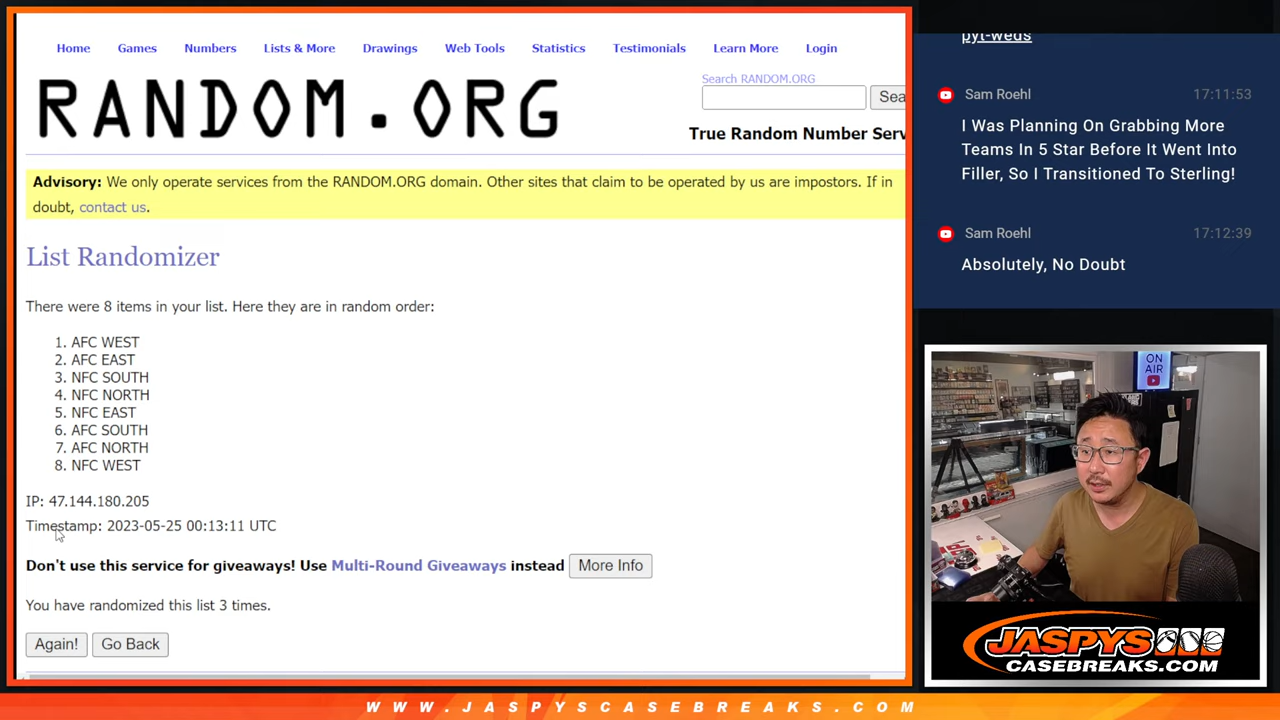 Home Games Numbers Lists & More Drawings Web Tools Statistics Testimonials Learn More Login
RANDOM.ORG
Search RANDOM.ORG
Sea
True Random Number Serv
Advisory: We only operate services from the RANDOM.ORG domain. Other sites that claim to be operated by us are impostors. If in
doubt, contact us.
List Randomizer
There were 8 items in your list. Here they are in random order:
1. AFC WEST
2. AFC EAST
3. NFC SOUTH
4. NFC NORTH
5. NFC EAST
6. AFC SOUTH
7. AFC NORTH
8. NFC WEST
IP: 47.144.180.205
Timestamp: 2023-05-25 00:13:11 UTC
Don't use this service for giveaways! Use Multi-Round Giveaways instead More Info
You have randomized this list 3 times.
Again! Go Back
pyt-weds
Sam Roehl 17:11:53
I Was Planning On Grabbing More
Teams In 5 Star Before It Went Into
Filler, So I Transitioned To Sterling!
Sam Roehl 17:12:39
Absolutely, No Doubt
ON
AIR
JASPYS
CASEBREAKS.COM
WWW.JASPYSCASEBREAKS.COM